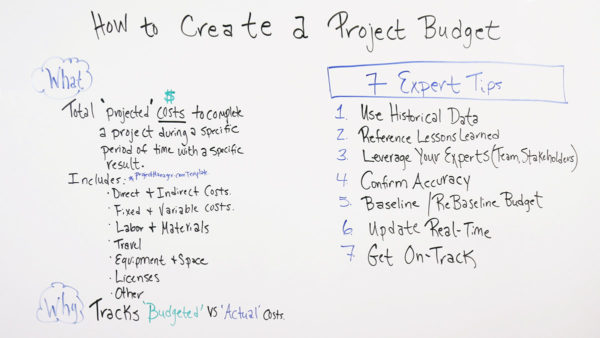 How to Create a Project Budget
What
$
Total "projected" costs to complete
a project during a specific
period of time with a specific
result.
Includes: *ProjectManager.com Template
· Direct + Indirect Costs.
· Fixed + Variable Costs.
· Labor + Materials
· Travel
· Equipment + Space
· Licenses
· Other
Why
Tracks 'Budgeted' vs 'Actual' costs.
7 Expert Tips
1. Use Historical Data
2. Reference Lessons Learned
3. Leverage Your Experts (Team, Stakeholders)
4. Confirm Accuracy
5. Baseline / ReBaseline Budget
6. Update Real-Time
7. Get On-Track